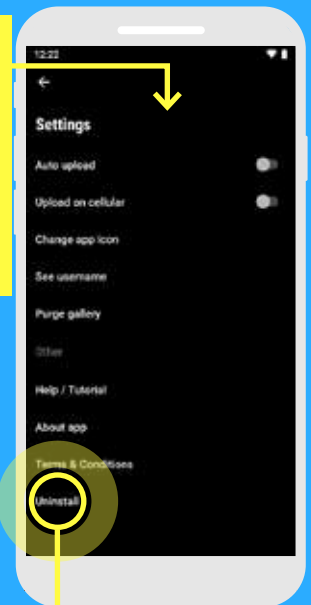 12:22
Settings
Auto upload
Upload on cellular
Change app icon
See username
Purge gallery
Other
Help / Tutorial
About app
Terms & Conditions
Uninstall